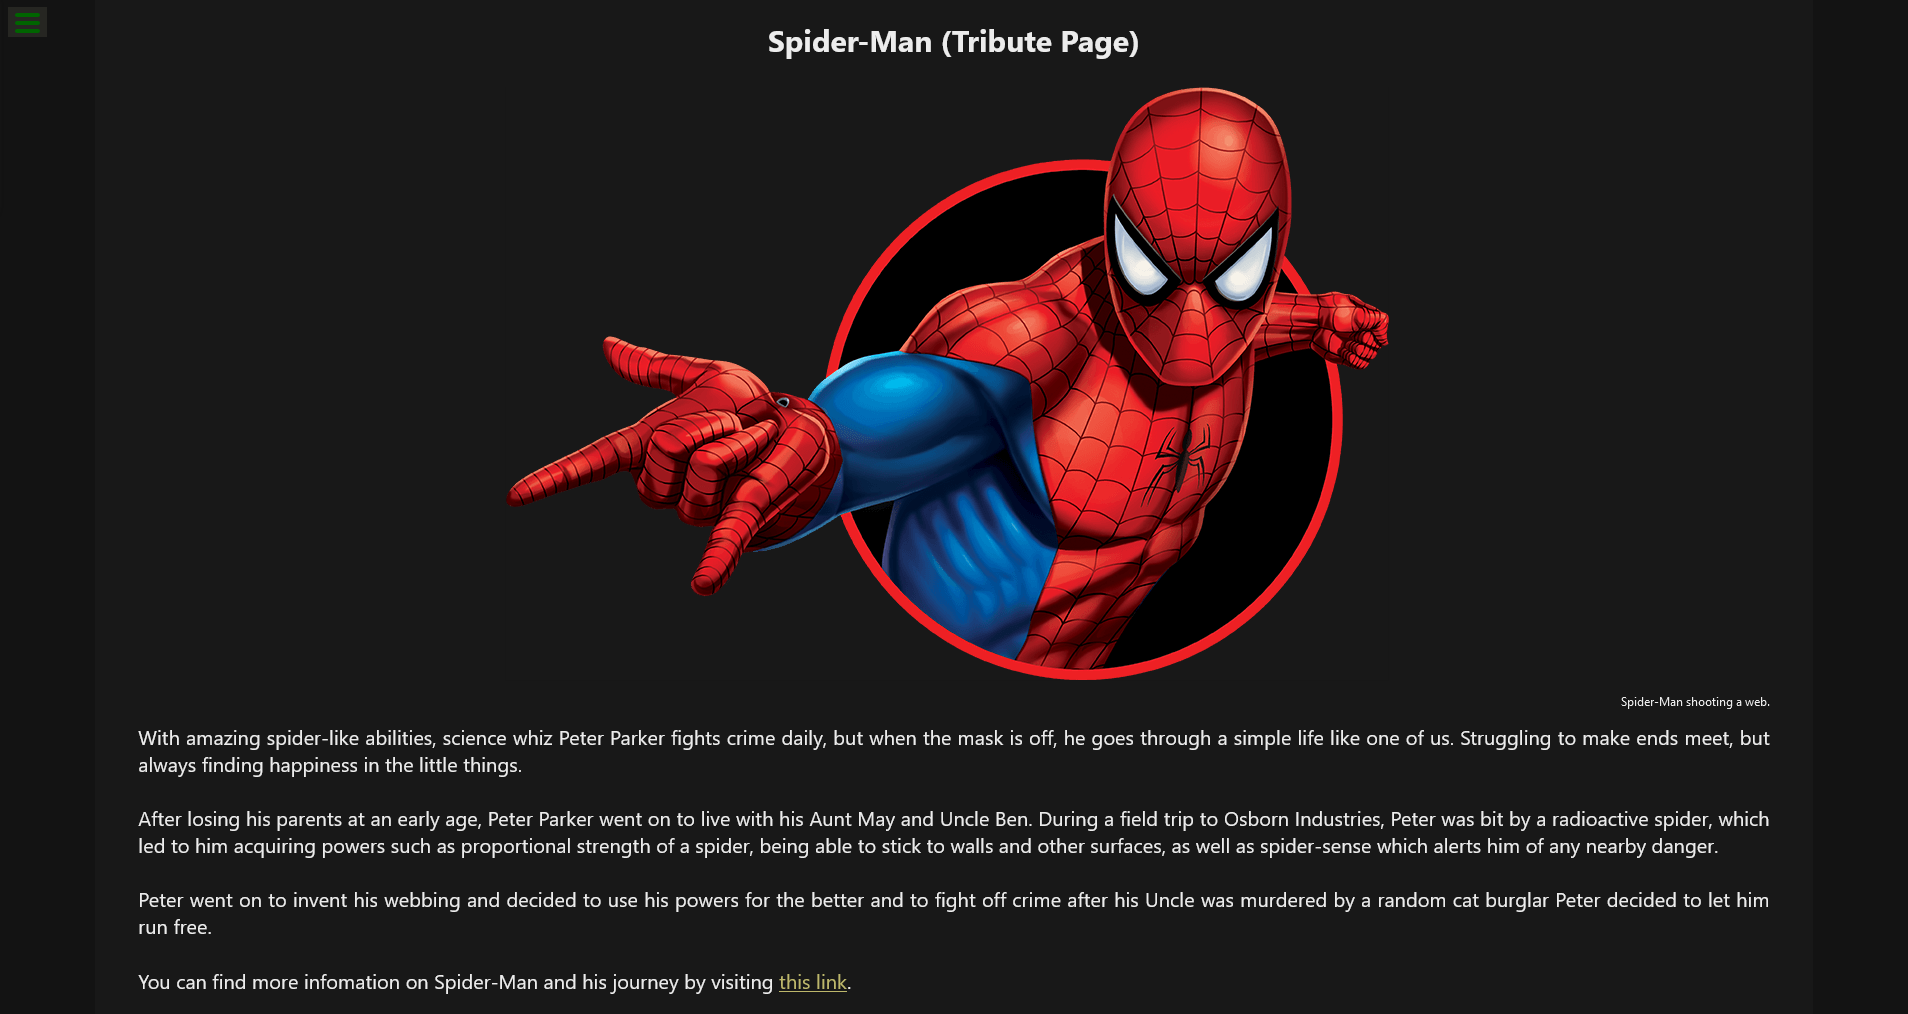 Spider-Man (Tribute Page)
Spider-Man shooting a web.
With amazing spider-like abilities, science whiz Peter Parker fights crime daily, but when the mask is off, he goes through a simple life like one of us. Struggling to make ends meet, but
always finding happiness in the little things.
After losing his parents at an early age, Peter Parker went on to live with his Aunt May and Uncle Ben. During a field trip to Osborn Industries, Peter was bit by a radioactive spider, which
led to him acquiring powers such as proportional strength of a spider, being able to stick to walls and other surfaces, as well as spider-sense which alerts him of any nearby danger.
Peter went on to invent his webbing and decided to use his powers for the better and to fight off crime after his Uncle was murdered by a random cat burglar Peter decided to let him
run free.
You can find more infomation on Spider-Man and his journey by visiting this link.